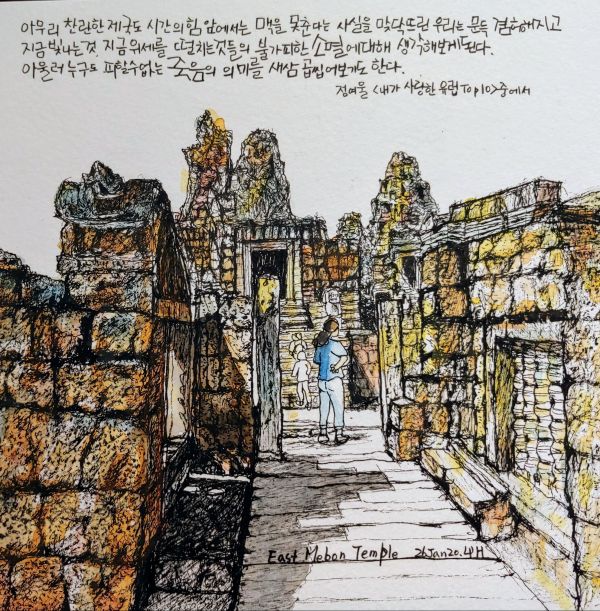 아무리 찬란한 제국도 시간의 힘 앞에서는 맥을 못춘다는 사실을 맞닥뜨린 우리는 문득 겸허해지고
지금 빛나는 것 지금 위세를 떨치는 것들의 불가피한 소멸에 대해 생각해보게 된다.
아울러 누구도 피할 수 없는 죽음의 의미를 새삼 곱씹어보게도 한다.
정여울 <내가 사랑한 유럽 Top10> 중에서
East Mebon Temple 26Jan20.